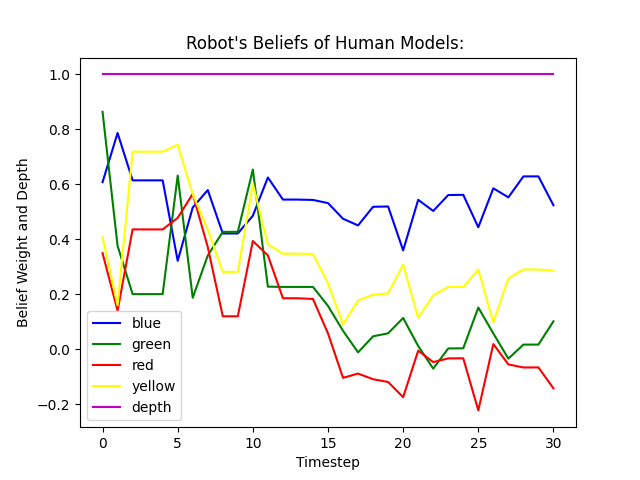 Robot's Beliefs of Human Models:
Belief Weight and Depth
1.0
0.8
0.6
0.4
0.2
0.0
−0.2
blue
green
red
yellow
depth
0 5 10 15 20 25 30
Timestep